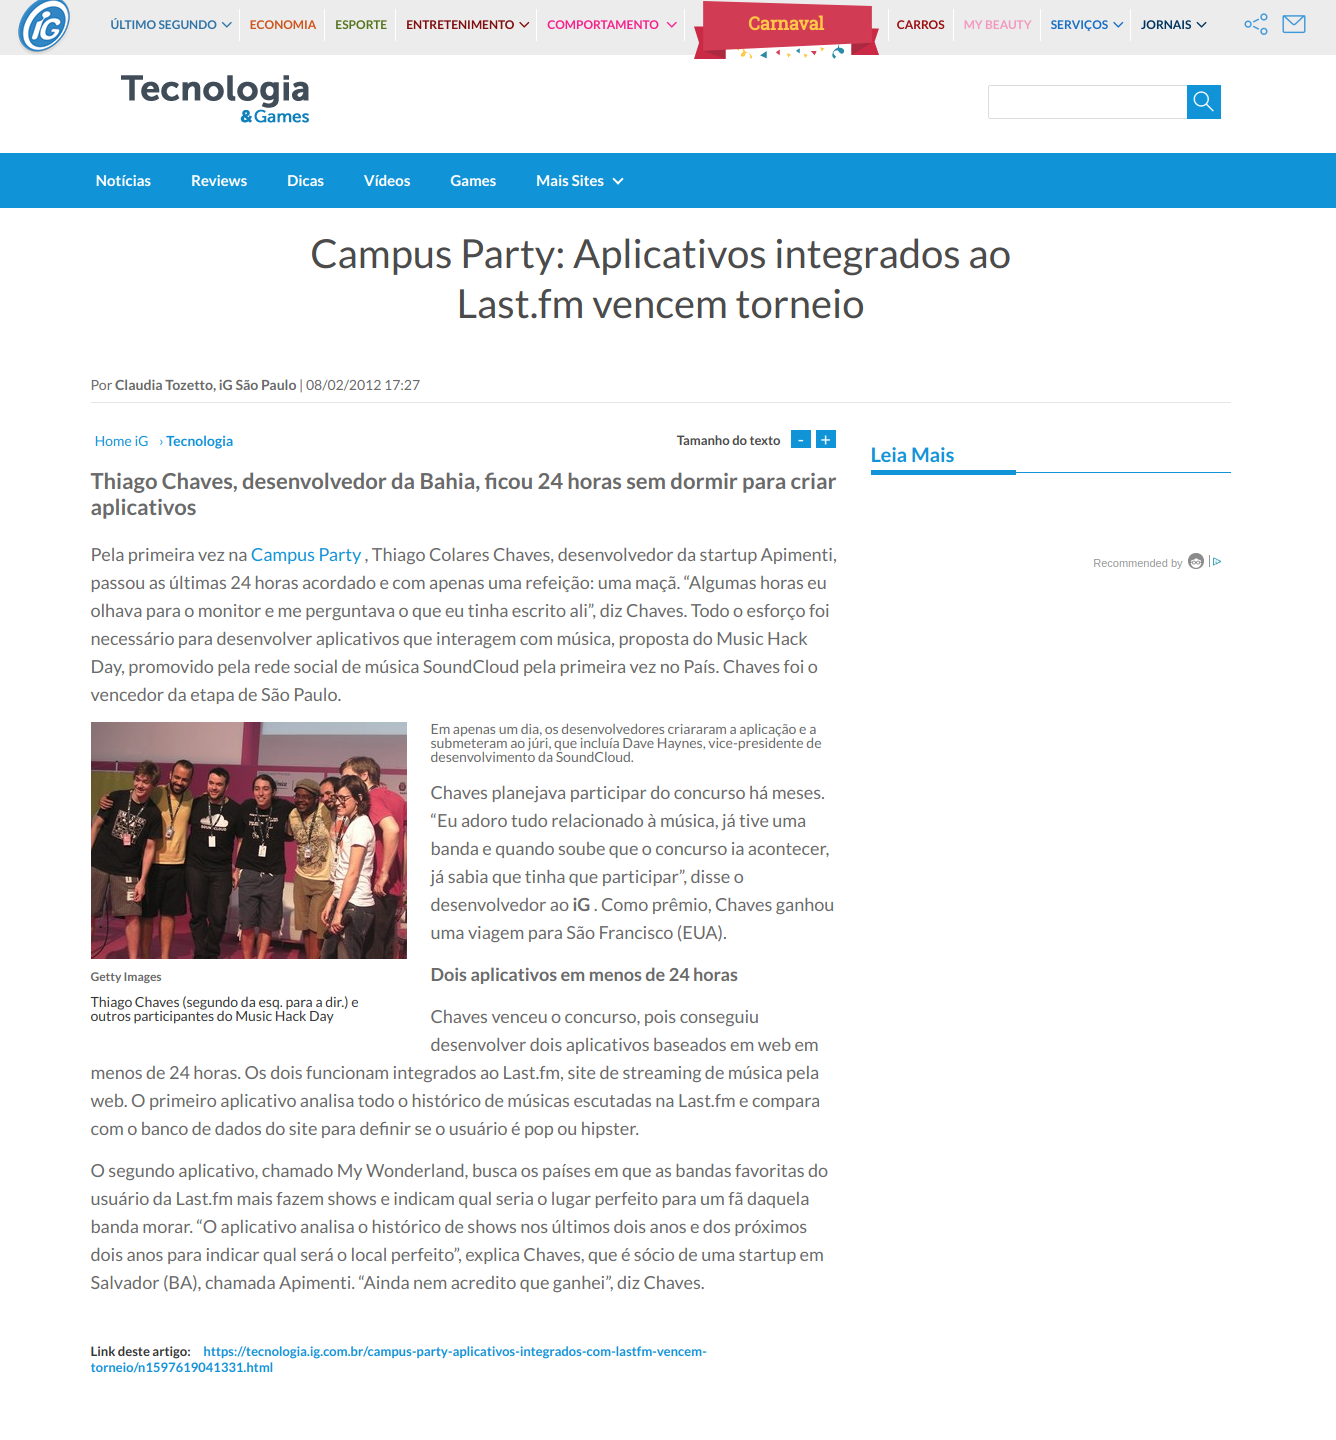 iG
ÚLTIMO SEGUNDO
ECONOMIA
ESPORTE
ENTRETENIMENTO
COMPORTAMENTO
Carnaval
CARROS
MY BEAUTY
SERVIÇOS
JORNAIS
Tecnologia
&Games
Notícias
Reviews
Dicas
Vídeos
Games
Mais Sites
Campus Party: Aplicativos integrados ao
Last.fm vencem torneio
Por Claudia Tozetto, iG São Paulo | 08/02/2012 17:27
Home iG › Tecnologia
Tamanho do texto - +
Thiago Chaves, desenvolvedor da Bahia, ficou 24 horas sem dormir para criar
aplicativos
Pela primeira vez na Campus Party , Thiago Colares Chaves, desenvolvedor da startup Apimenti,
passou as últimas 24 horas acordado e com apenas uma refeição: uma maçã. “Algumas horas eu
olhava para o monitor e me perguntava o que eu tinha escrito ali”, diz Chaves. Todo o esforço foi
necessário para desenvolver aplicativos que interagem com música, proposta do Music Hack
Day, promovido pela rede social de música SoundCloud pela primeira vez no País. Chaves foi o
vencedor da etapa de São Paulo.
Getty Images
Thiago Chaves (segundo da esq. para a dir.) e
outros participantes do Music Hack Day
Em apenas um dia, os desenvolvedores criararam a aplicação e a
submeteram ao júri, que incluía Dave Haynes, vice-presidente de
desenvolvimento da SoundCloud.
Chaves planejava participar do concurso há meses.
“Eu adoro tudo relacionado à música, já tive uma
banda e quando soube que o concurso ia acontecer,
já sabia que tinha que participar”, disse o
desenvolvedor ao iG . Como prêmio, Chaves ganhou
uma viagem para São Francisco (EUA).
Dois aplicativos em menos de 24 horas
Chaves venceu o concurso, pois conseguiu
desenvolver dois aplicativos baseados em web em
menos de 24 horas. Os dois funcionam integrados ao Last.fm, site de streaming de música pela
web. O primeiro aplicativo analisa todo o histórico de músicas escutadas na Last.fm e compara
com o banco de dados do site para definir se o usuário é pop ou hipster.
O segundo aplicativo, chamado My Wonderland, busca os países em que as bandas favoritas do
usuário da Last.fm mais fazem shows e indicam qual seria o lugar perfeito para um fã daquela
banda morar. “O aplicativo analisa o histórico de shows nos últimos dois anos e dos próximos
dois anos para indicar qual será o local perfeito”, explica Chaves, que é sócio de uma startup em
Salvador (BA), chamada Apimenti. “Ainda nem acredito que ganhei”, diz Chaves.
Link deste artigo: https://tecnologia.ig.com.br/campus-party-aplicativos-integrados-com-lastfm-vencem-
torneio/n1597619041331.html
Leia Mais
Recommended by